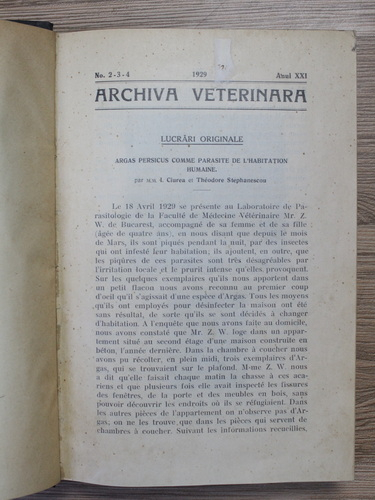 No. 2-3-4 1929 Anul XXI
ARCHIVA VETERINARA
LUCRĂRI ORIGINALE
ARGAS PERSICUS COMME PARASITE DE L'HABITATION
HUMAINE.
par MM. I. Ciurea et Théodore Stephanescou
Le 18 Avril 1929 se présente au Laboratoire de Pa-
rasitologie de la Faculté de Médecine Vétérinaire Mr. Z.
W. de Bucarest, accompagné de sa femme et de sa fille
(âgée de quatre ans), en nous disant que depuis le mois
de Mars, ils sont piqués pendant la nuit, par des insectes
qui ont infesté leur habitation; ils ajoutent, en outre, que
les piqûres de ces parasites sont très désagréables par
l'irritation locale et le prurit intense qu'elles provoquent.
Sur les quelques exemplaires qu'ils nous apportent dans
un petit flacon nous avons reconnu au premier coup
d'oeil qu'il s'agissait d'une espèce d'Argas. Tous les moyens
qu'ils ont employés pour désinfecter la maison ont été
sans résultat, de sorte qu'ils se sont décidés à changer
d'habitation. A l'enquête que nous avons faite au domicile,
nous avons constaté que Mr. Z. W. loge dans un appar-
tement situé au second étage d'une maison construite en
béton, l'année dernière. Dans la chambre à coucher nous
avons pu récolter, en plein midi, trois exemplaires d'Ar-
gas, qui se trouvaient sur le plafond. M-me Z. W. nous
a dit qu'elle faisait chaque matin la chasse à ces aca-
riens et que plusieurs fois elle avait inspecté les fissures
des fenêtres, de la porte et des meubles en bois, sans
pouvoir découvrir les endroits où ils se réfugiaient. Dans
les autres pièces de l'appartement on n'observe pas d'Ar-
gas, on ne les trouve que dans les pièces qui servent de
chambres à coucher. Suivant les informations recueillies,